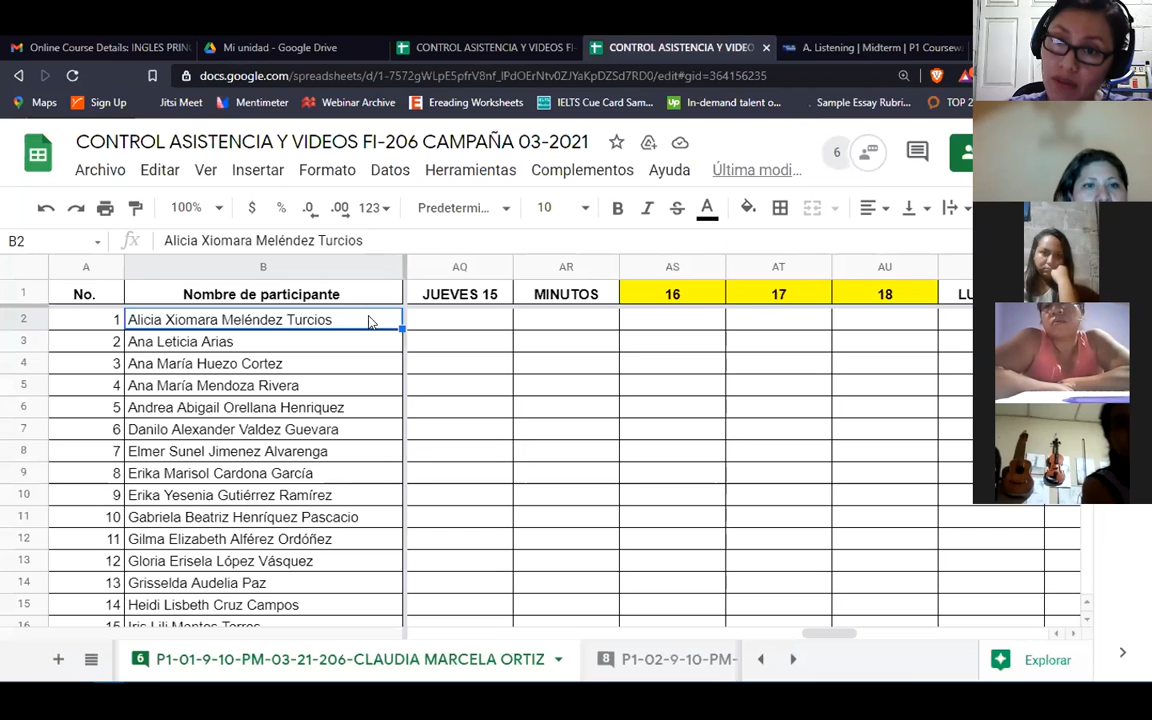 Online Course Details: INGLES PRIN
Mi unidad - Google Drive
CONTROL ASISTENCIA Y VIDEOS FI-
CONTROL ASISTENCIA Y VIDEO
A. Listening | Midterm | P1 Coursew
docs.google.com/spreadsheets/d/1-7572gWLpE5pfrV8nf_lPdOErNtv0ZJYaKpDZSd7RD0/edit#gid=364156235
Maps
Sign Up
Jitsi Meet
Mentimeter
Webinar Archive
Ereading Worksheets
IELTS Cue Card Sam...
In-demand talent o...
Sample Essay Rubri...
TOP 2
CONTROL ASISTENCIA Y VIDEOS FI-206 CAMPAÑA 03-2021
6
Archivo Editar Ver Insertar Formato Datos Herramientas Complementos Ayuda Última modi...
100% $ % .0 .00 123 Predetermi... 10 B I S A
B2 fx Alicia Xiomara Meléndez Turcios
A B AQ AR AS AT AU
1 No. Nombre de participante JUEVES 15 MINUTOS 16 17 18 LU
2 1 Alicia Xiomara Meléndez Turcios
3 2 Ana Leticia Arias
4 3 Ana María Huezo Cortez
5 4 Ana María Mendoza Rivera
6 5 Andrea Abigail Orellana Henriquez
7 6 Danilo Alexander Valdez Guevara
8 7 Elmer Sunel Jimenez Alvarenga
9 8 Erika Marisol Cardona García
10 9 Erika Yesenia Gutiérrez Ramírez
11 10 Gabriela Beatriz Henríquez Pascacio
12 11 Gilma Elizabeth Alférez Ordóñez
13 12 Gloria Erisela López Vásquez
14 13 Grisselda Audelia Paz
15 14 Heidi Lisbeth Cruz Campos
16 15 Iris Lili Montes Torres
6 P1-01-9-10-PM-03-21-206-CLAUDIA MARCELA ORTIZ
8 P1-02-9-10-PM-
Explorar